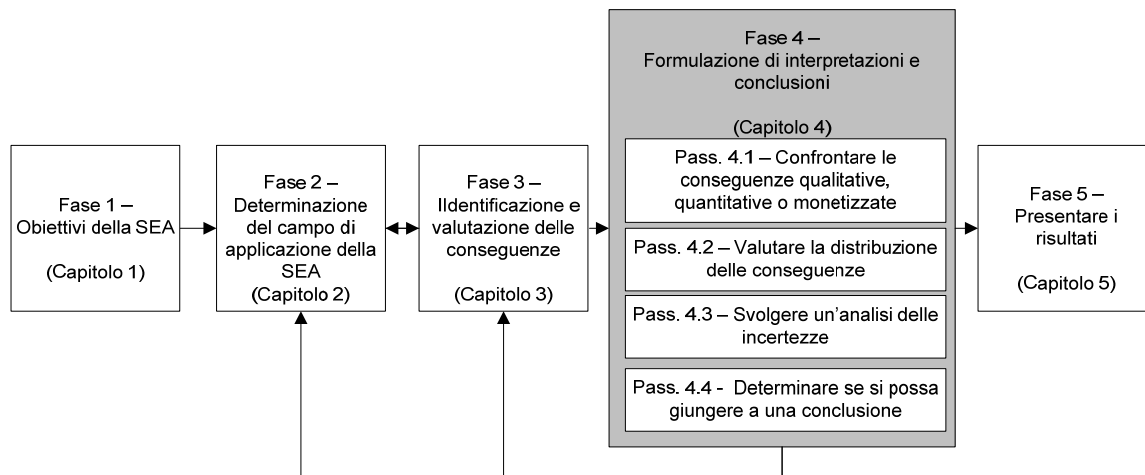 Fase 1 –
Obiettivi della SEA
(Capitolo 1)
Fase 2 –
Determinazione
del campo di
applicazione della
SEA
(Capitolo 2)
Fase 3 –
IIdentificazione e
valutazione delle
conseguenze
(Capitolo 3)
Fase 4 –
Formulazione di interpretazioni e
conclusioni
(Capitolo 4)
Pass. 4.1 – Confrontare le
conseguenze qualitative,
quantitative o monetizzate
Pass. 4.2 – Valutare la distribuzione
delle conseguenze
Pass. 4.3 – Svolgere un’analisi delle
incertezze
Pass. 4.4 - Determinare se si possa
giungere a una conclusione
Fase 5 –
Presentare i
risultati
(Capitolo 5)